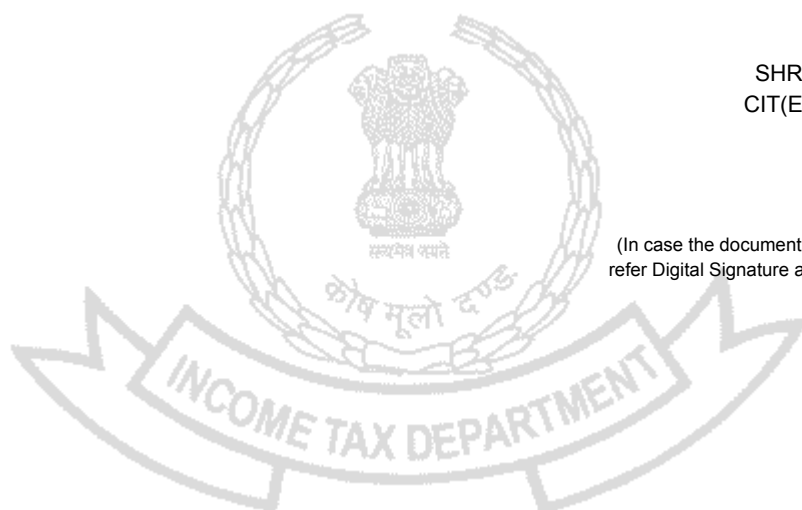 SHR
CIT(E
(In case the document
refer Digital Signature a
सत्यमेव जयते
कोष मूलो दण्डः
INCOME TAX DEPARTMENT